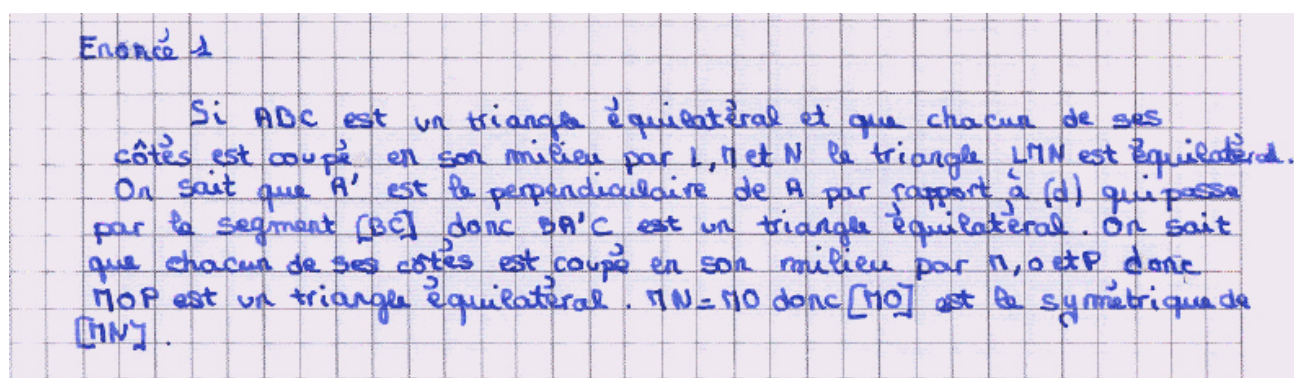 Enoncé 1
Si ABC est un triangle équilatéral et que chacun de ses
côtés est coupé en son milieu par L, M et N le triangle LMN est équilatéral.
On sait que A' est le perpendiculaire de A par rapport à (d) qui passe
par le segment [BC] donc BA'C est un triangle équilatéral. On sait
que chacun de ses côtés est coupé en son milieu par M, O et P donc
MOP est un triangle équilatéral. MN = MO donc [MO] est le symétrique de
[MN].